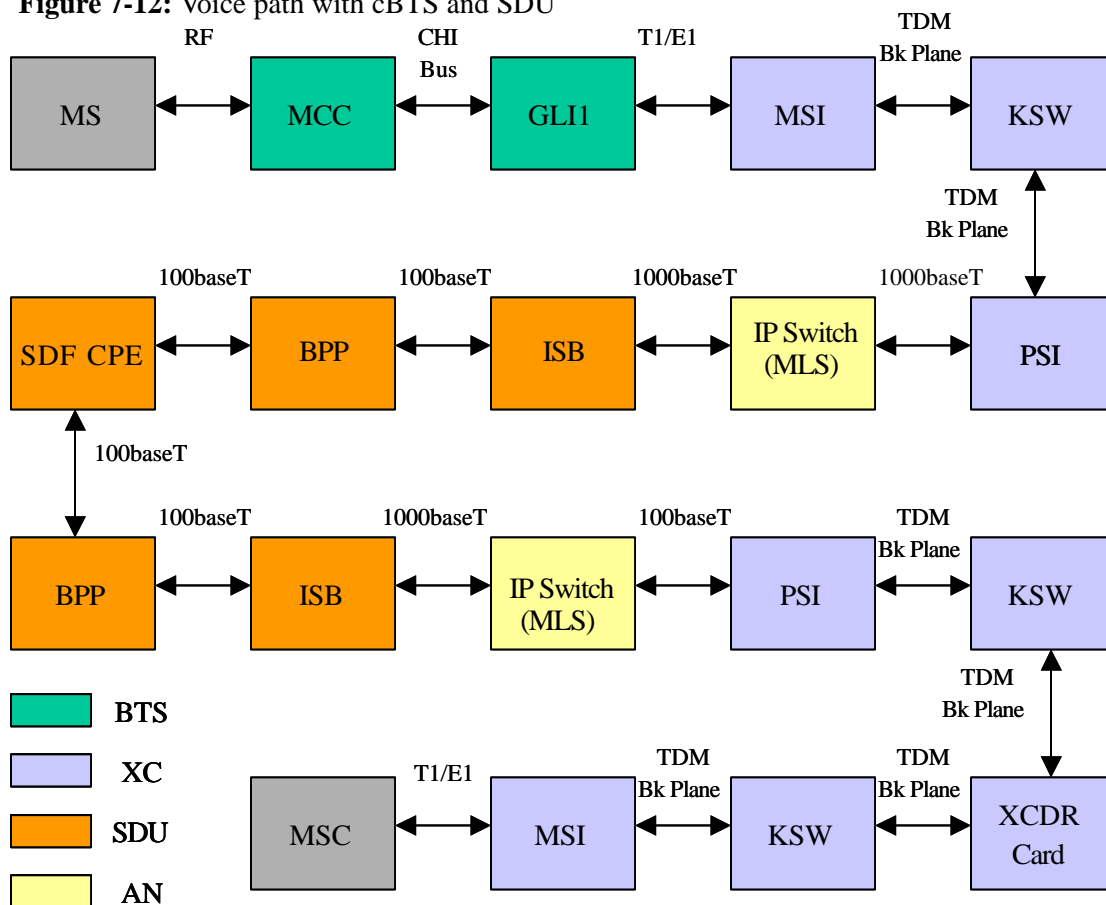 Figure 7-12: Voice path with cBTS and SDU
RF
CHI
Bus
T1/E1
TDM
Bk Plane
MS
MCC
GLI1
MSI
KSW
TDM
Bk Plane
100baseT
100baseT
1000baseT
1000baseT
SDF CPE
BPP
ISB
IP Switch
(MLS)
PSI
100baseT
100baseT
1000baseT
100baseT
TDM
Bk Plane
BPP
ISB
IP Switch
(MLS)
PSI
KSW
TDM
Bk Plane
BTS
XC
SDU
AN
T1/E1
TDM
Bk Plane
TDM
Bk Plane
MSC
MSI
KSW
XCDR
Card